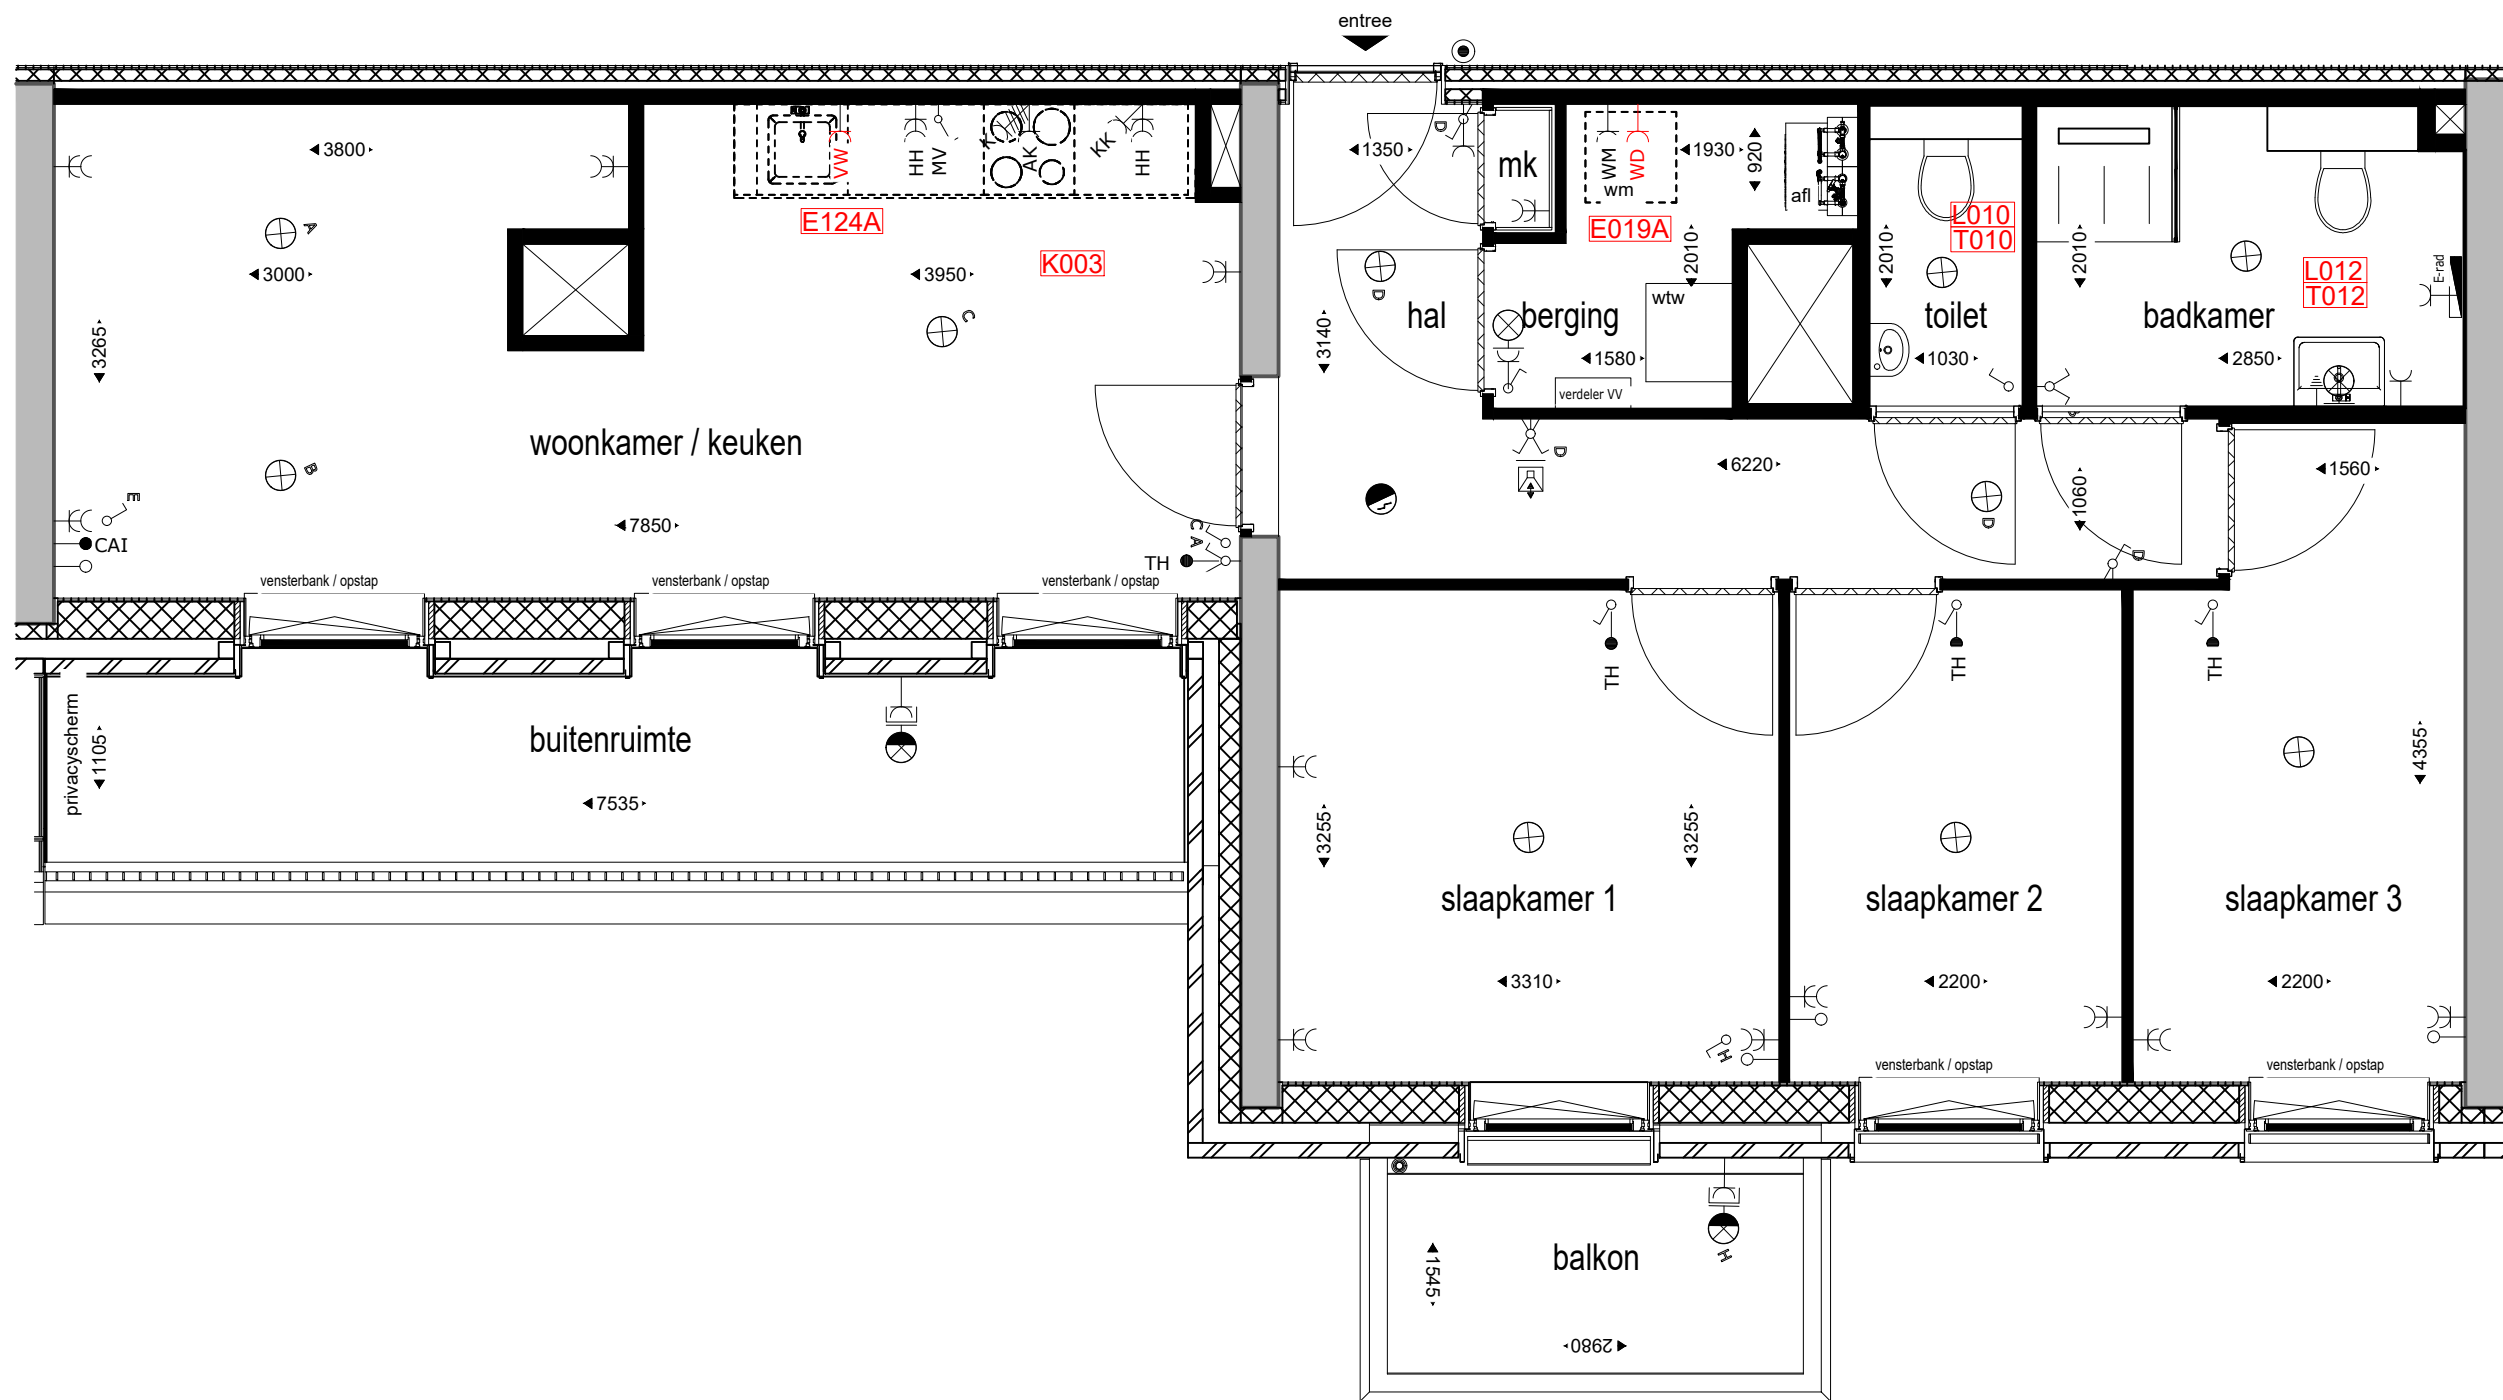 entree
3800
VW
HH
MV
AK
KK
HH
1350
D
mk
WM
WD
wm
1930
920
afl
E124A
E019A
L010
T010
A
3000
3950
K003
C
D
2010
2010
2010
L012
T012
E-rad
wtw
hal
berging
toilet
badkamer
3265
3140
1580
1030
2850
verdeler VV
woonkamer / keuken
B
D
6220
1560
E
7850
C
A
1060
D
CAI
TH
D
vensterbank / opstap
vensterbank / opstap
vensterbank / opstap
TH
TH
TH
privacyscherm
1105
buitenruimte
4355
7535
3255
3255
slaapkamer 1
slaapkamer 2
slaapkamer 3
3310
2200
2200
H
vensterbank / opstap
vensterbank / opstap
H
balkon
1545
2980